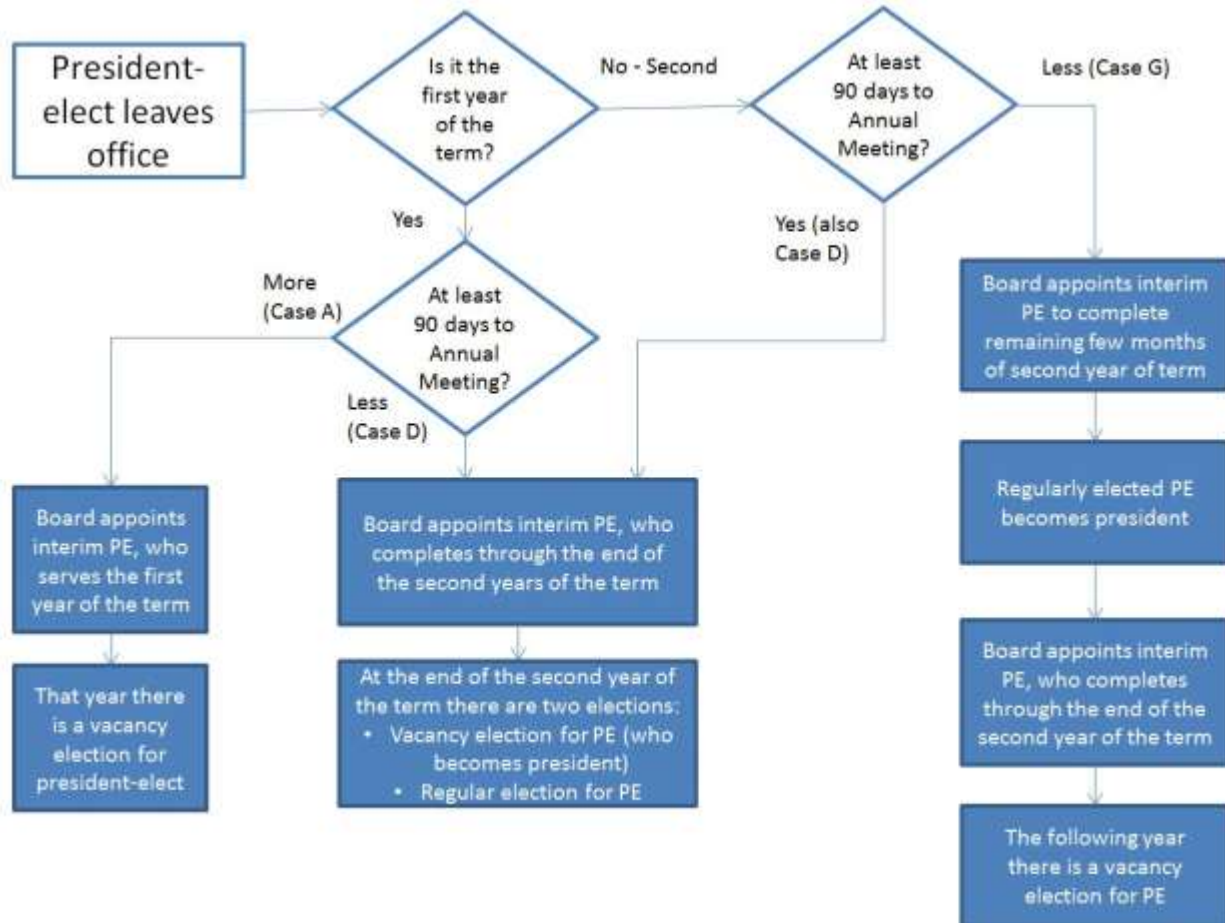 President-
elect leaves
office
Is it the
first year
of the
term?
No - Second
At least
90 days to
Annual
Meeting?
Less (Case G)
Yes
Yes (also
Case D)
More
(Case A)
At least
90 days to
Annual
Meeting?
Less
(Case D)
Board appoints
interim PE, who
serves the first
year of the term
That year there
is a vacancy
election for
president-elect
Board appoints interim PE, who
completes through the end of
the second years of the term
At the end of the second year of
the term there are two elections:
• Vacancy election for PE (who
becomes president)
• Regular election for PE
Board appoints interim
PE to complete
remaining few months
of second year of term
Regularly elected PE
becomes president
Board appoints interim
PE, who completes
through the end of the
second year of the term
The following year
there is a vacancy
election for PE